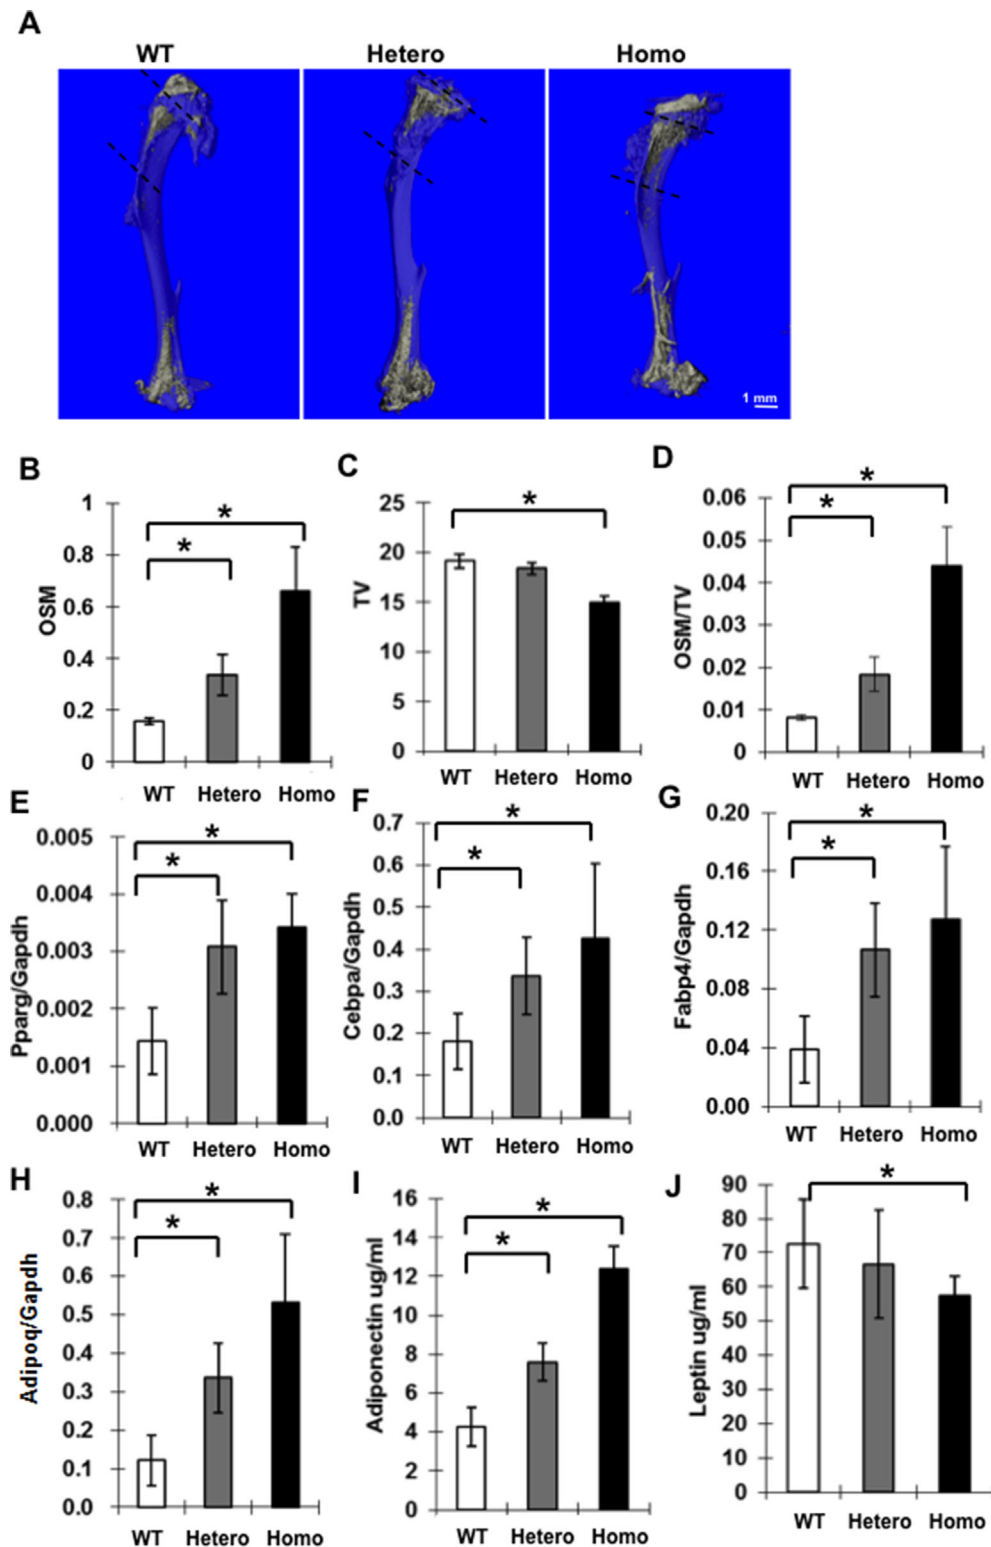 A
WT Hetero Homo
1 mm
B
OSM
1
0.8
0.6
0.4
0.2
0
* *
WT Hetero Homo
C
TV
25
20
15
10
5
0
*
WT Hetero Homo
D
OSM/TV
0.06
0.05
0.04
0.03
0.02
0.01
0
* *
WT Hetero Homo
E
Pparg/Gapdh
0.005
0.004
0.003
0.002
0.001
0.000
* *
WT Hetero Homo
F
Cebpa/Gapdh
0.7
0.6
0.5
0.4
0.3
0.2
0.1
0.0
* *
WT Hetero Homo
G
Fabp4/Gapdh
0.20
0.16
0.12
0.08
0.04
0.00
* *
WT Hetero Homo
H
Adipoq/Gapdh
0.8
0.7
0.6
0.5
0.4
0.3
0.2
0.1
0.0
* *
WT Hetero Homo
I
Adiponectin ug/ml
16
14
12
10
8
6
4
2
0
* *
WT Hetero Homo
J
Leptin ug/ml
90
80
70
60
50
40
30
20
10
0
*
WT Hetero Homo